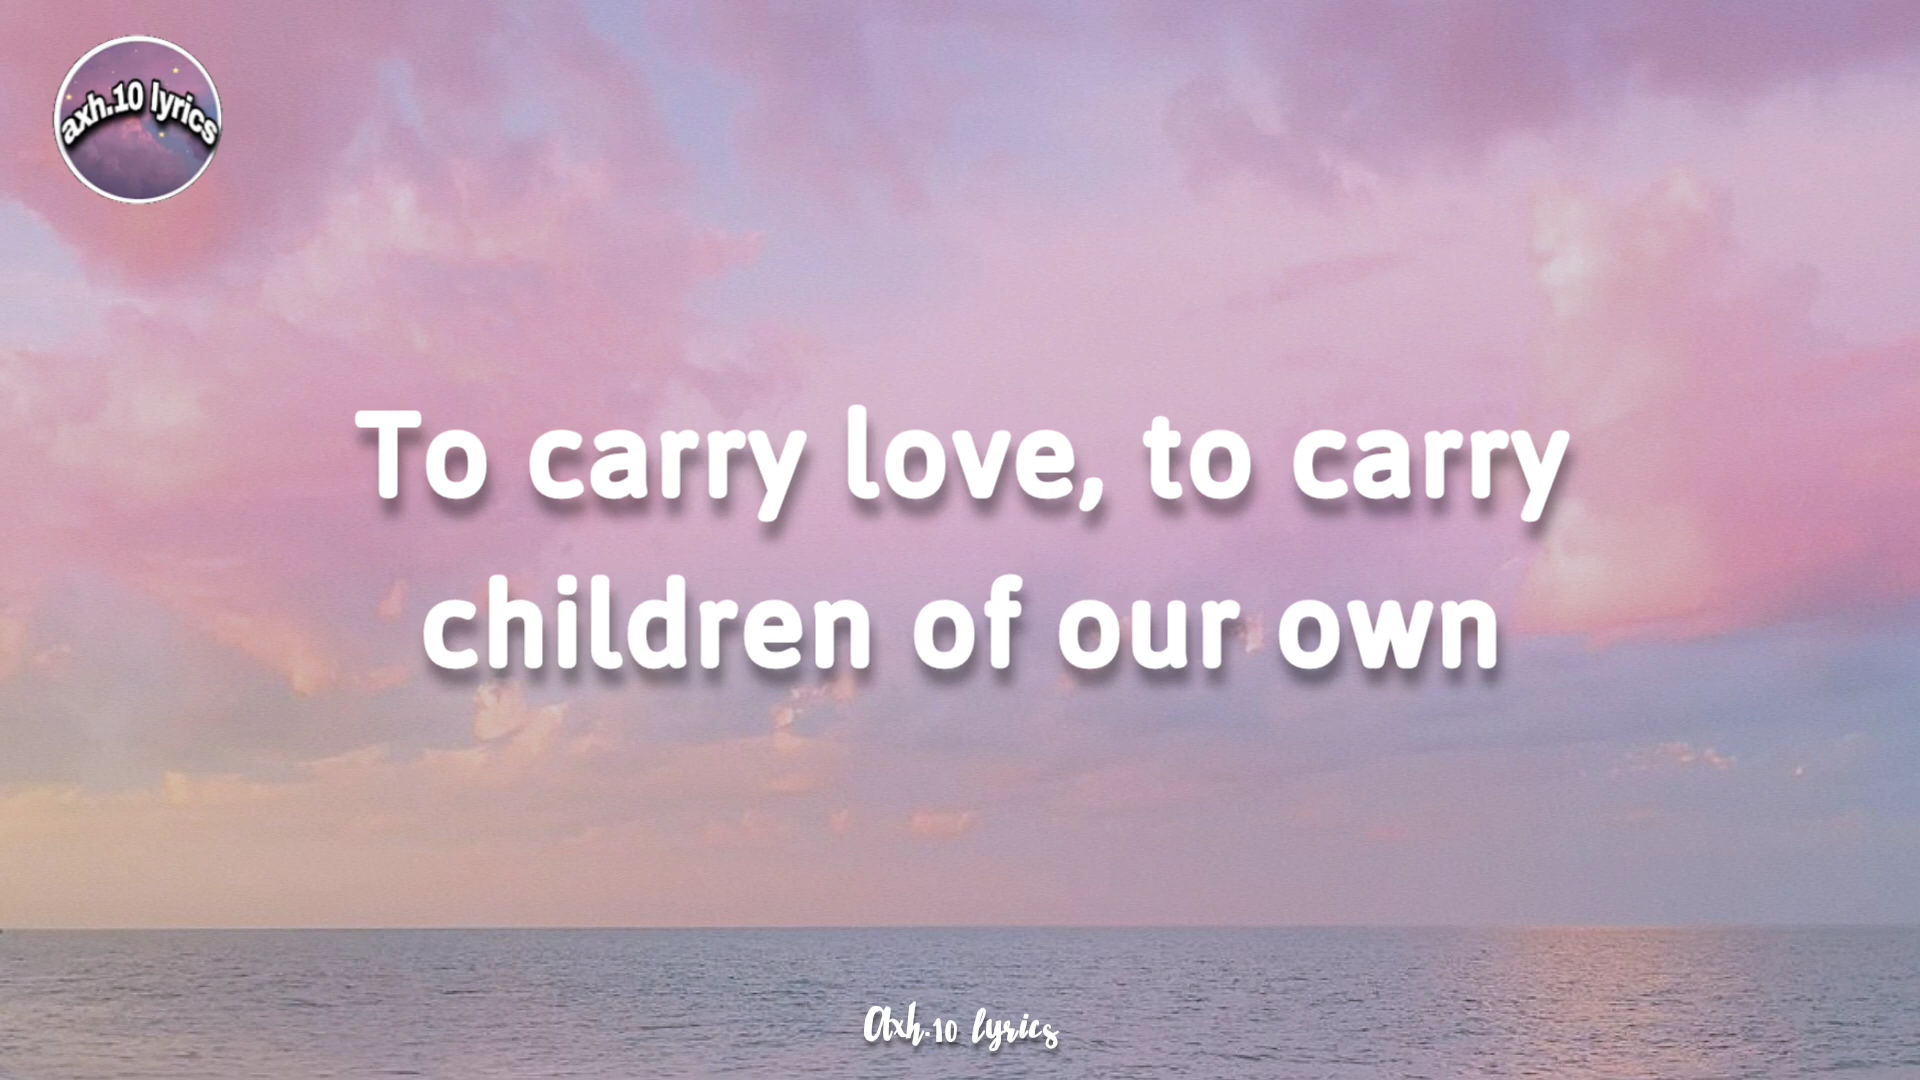 axh.10 lyrics
To carry love, to carry
children of our own
Axh.10 lyrics